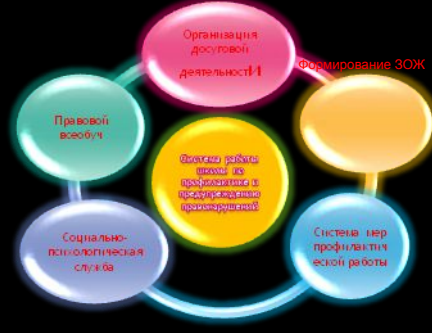 Организация
досуговой
деятельностИ
Формирование ЗОЖ
Правовой
всеобуч
Система работы
школы по
профилактике и
предупреждению
правонарушений
Социально-
психологическая
служба
Система мер
профилактич
еской работы